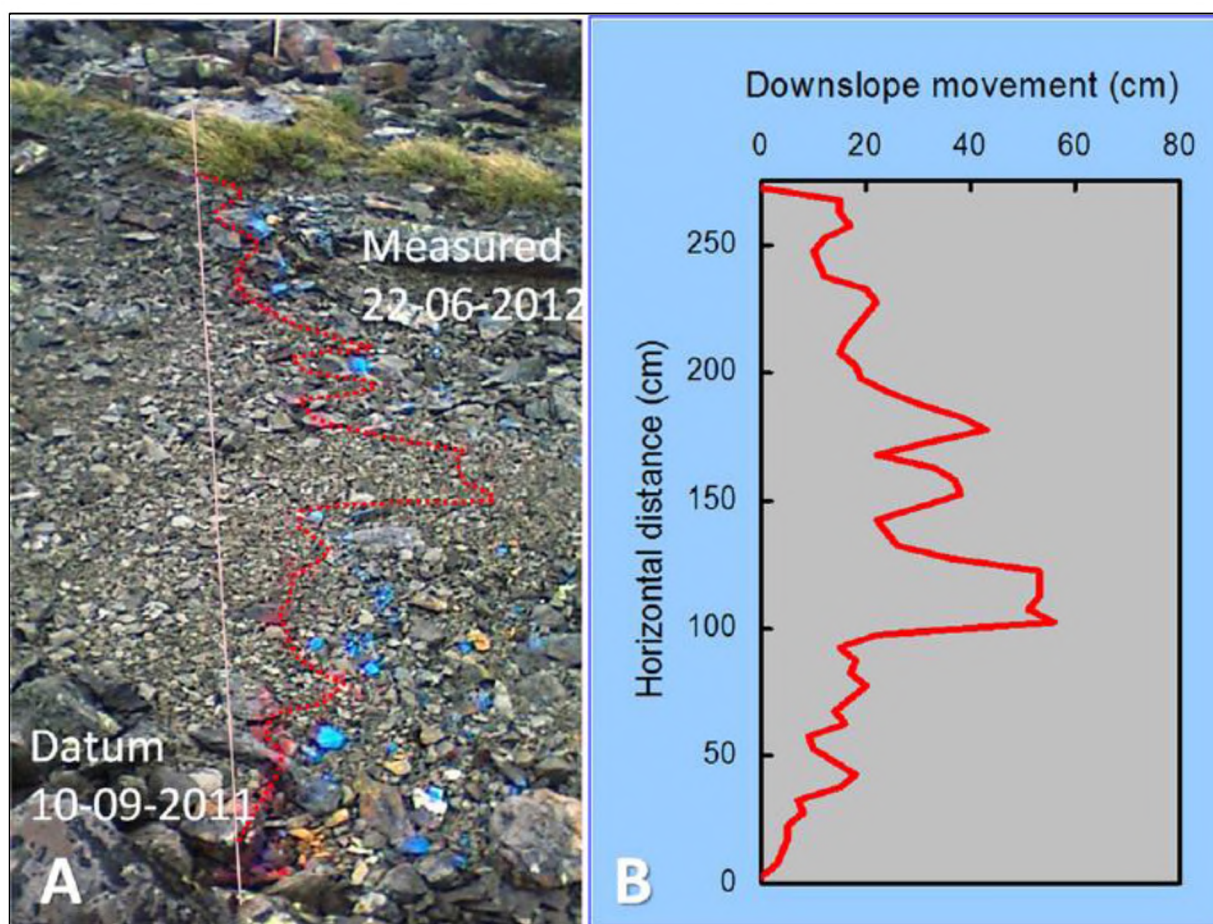 Measured
22-06-2012
Datum
10-09-2011
A
Downslope movement (cm)
0 20 40 60 80
Horizontal distance (cm)
250
200
150
100
50
0
B